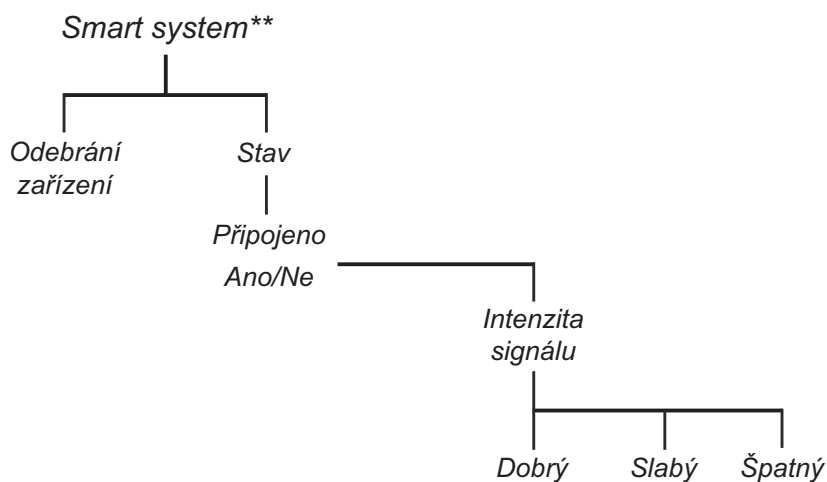 Smart system**
Odebrání
zařízení
Stav
Připojeno
Ano/Ne
Intenzita
signálu
Dobrý
Slabý
Špatný